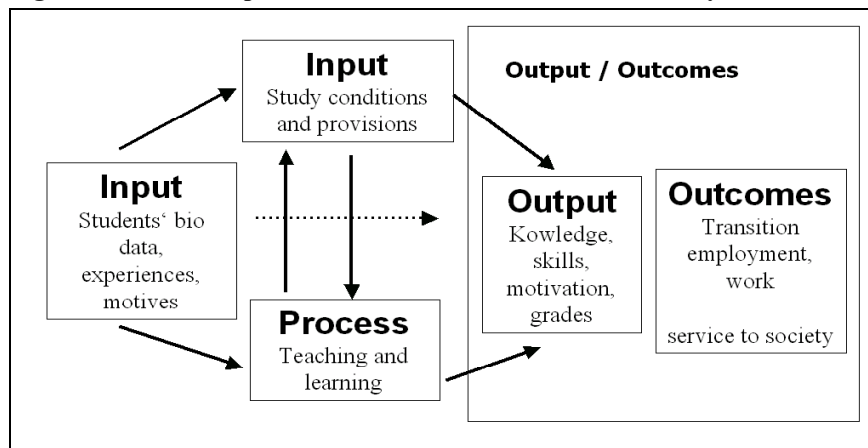 Input
Study conditions
and provisions
Output / Outcomes
Input
Students‘ bio
data,
experiences,
motives
Process
Teaching and
learning
Output
Kowledge,
skills,
motivation,
grades
Outcomes
Transition
employment,
work
service to society